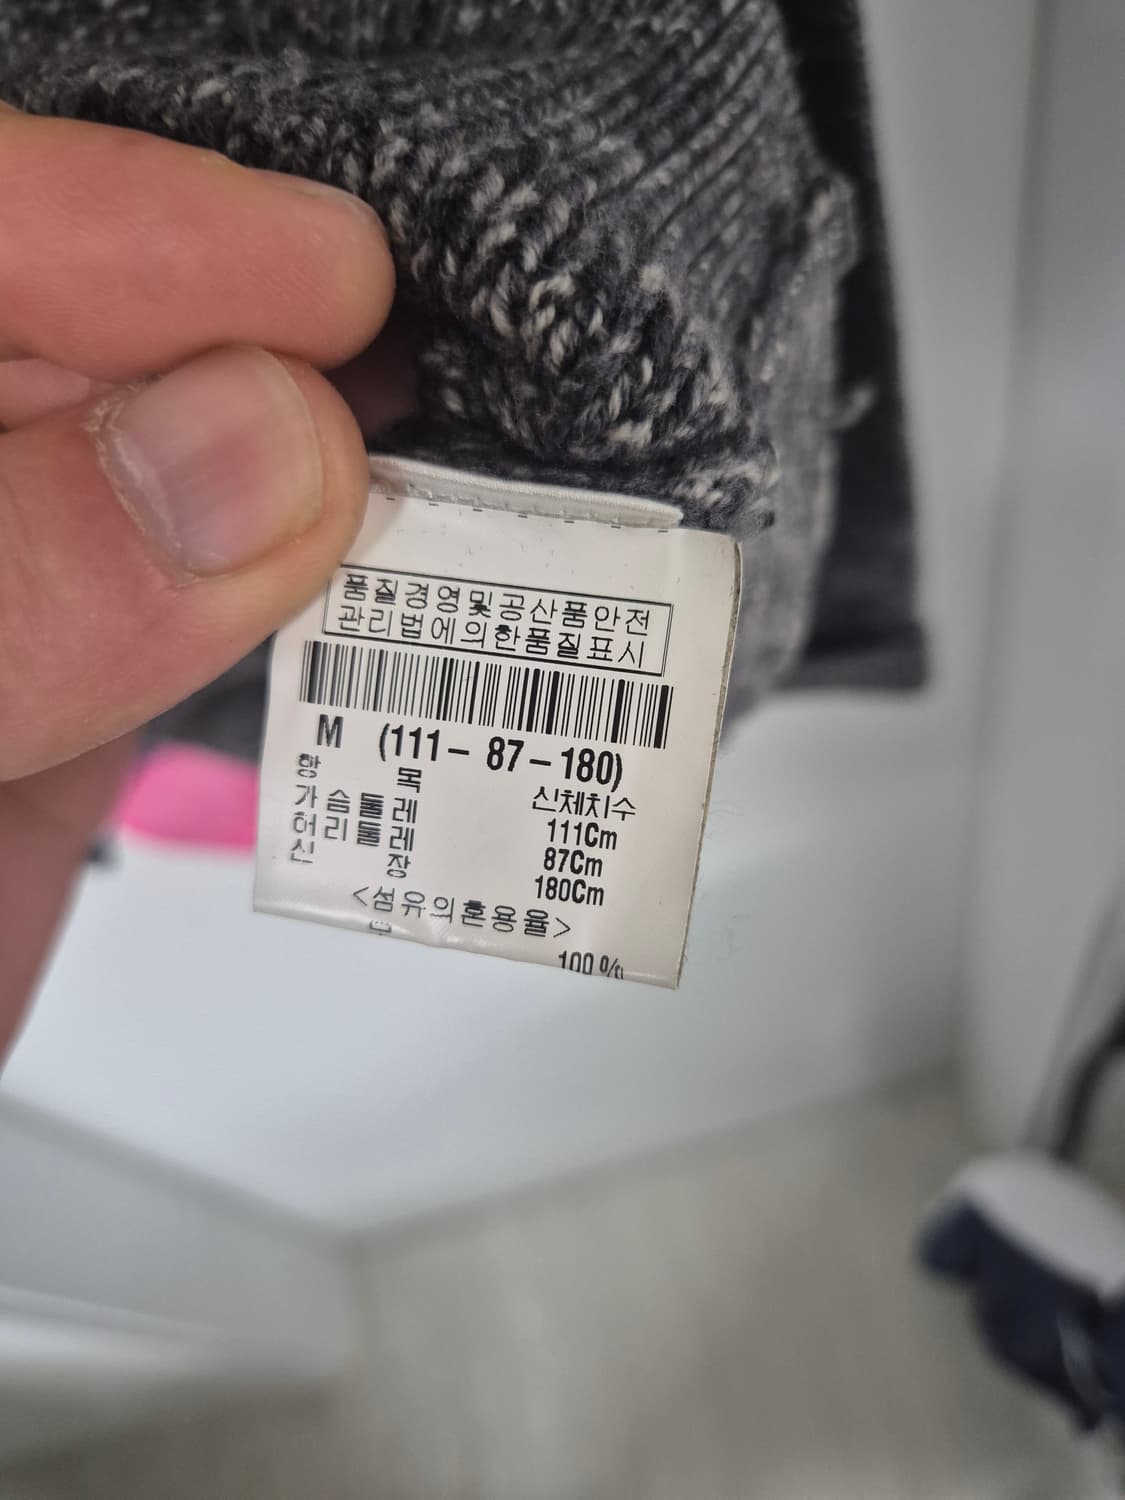 품질경영및공산품안전
관리법에의한품질표시
M (111- 87-180)
항 목 신체치수
가슴둘레 111Cm
허리둘레 87Cm
신 장 180Cm
<섬유의혼용율>
100%